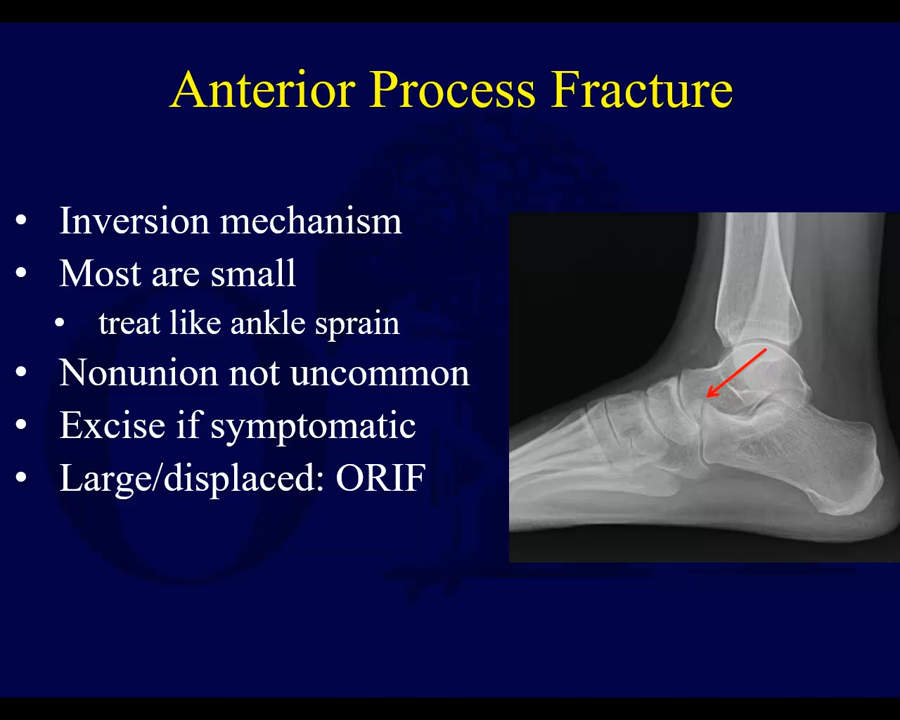 Anterior Process Fracture
• Inversion mechanism
• Most are small
• treat like ankle sprain
• Nonunion not uncommon
• Excise if symptomatic
• Large/displaced: ORIF